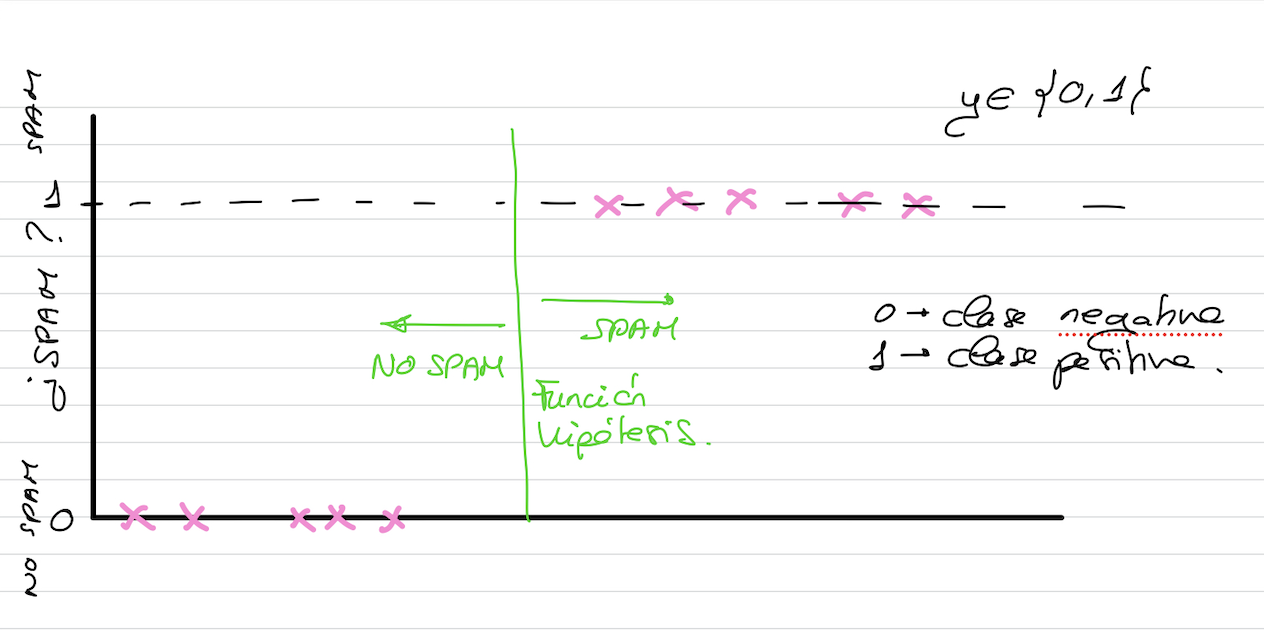 y ∈ {0, 1}
SPAM
1
¿SPAM?
SPAM
NO SPAM
0 → clase negativa
1 → clase positiva.
Función
hipótesis.
0
NO SPAM